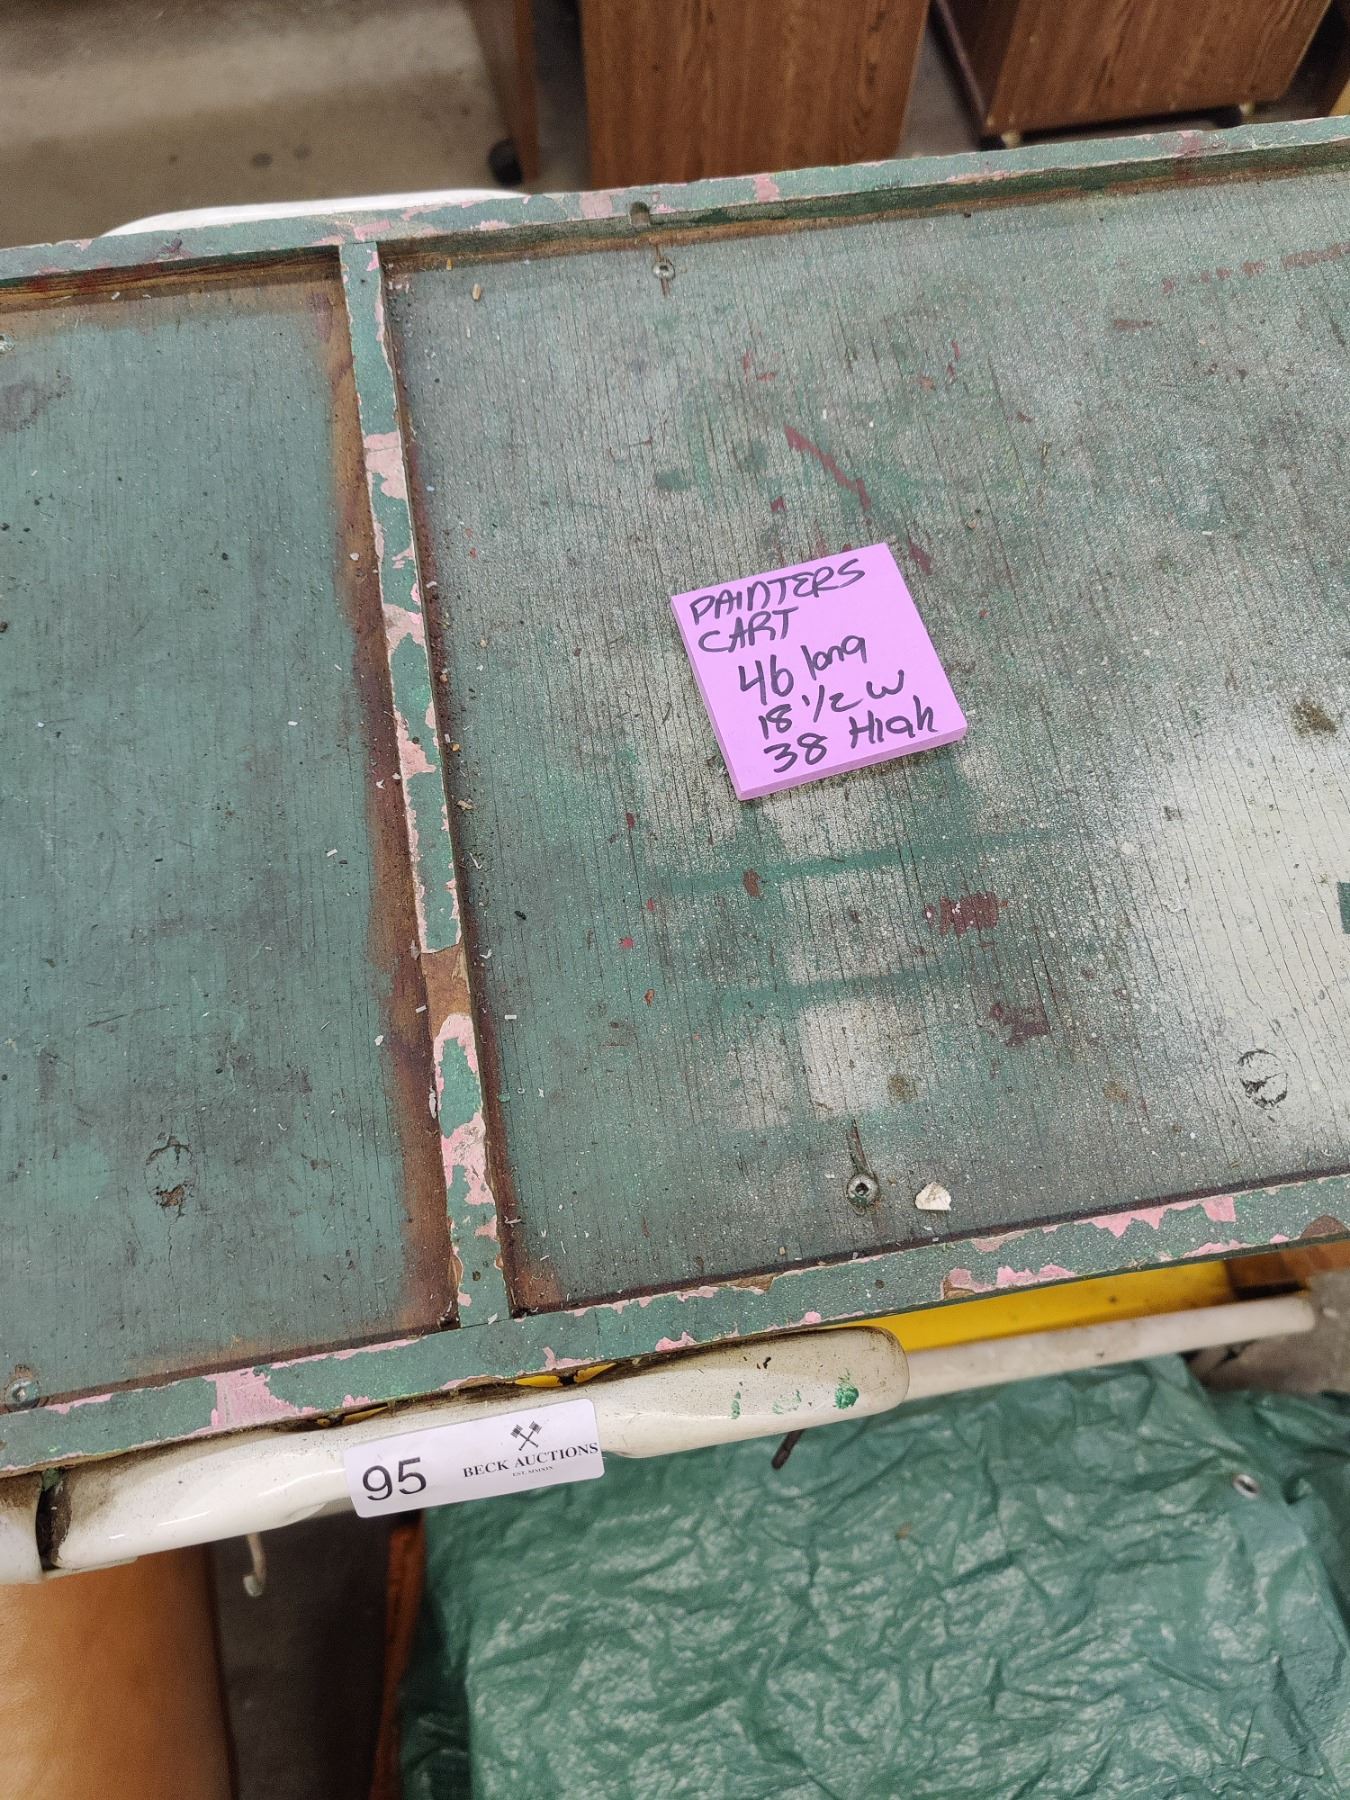 PAINTERS
CART
46 long
18 1/2 W
38 High
95
BECK AUCTIONS